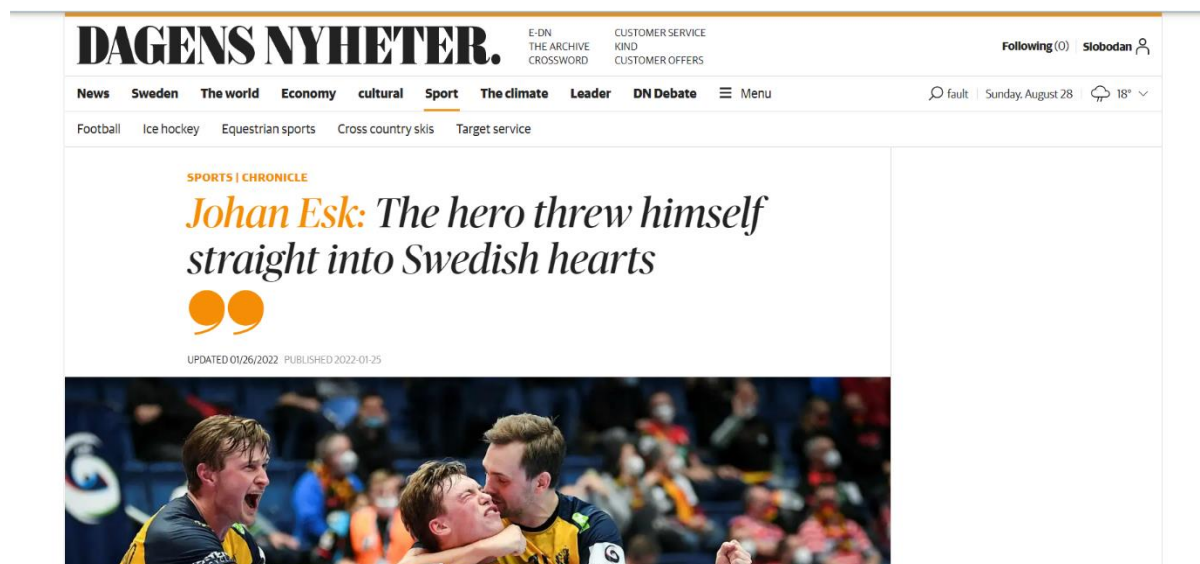 DAGENS NYHETER.
E-DN
THE ARCHIVE
CROSSWORD
CUSTOMER SERVICE
KIND
CUSTOMER OFFERS
Following (0) Slobodan
News Sweden The world Economy cultural Sport The climate Leader DN Debate Menu
fault Sunday, August 28 18°
Football Ice hockey Equestrian sports Cross country skis Target service
SPORTS | CHRONICLE
Johan Esk: The hero threw himself
straight into Swedish hearts
UPDATED 01/26/2022 PUBLISHED 2022-01-25